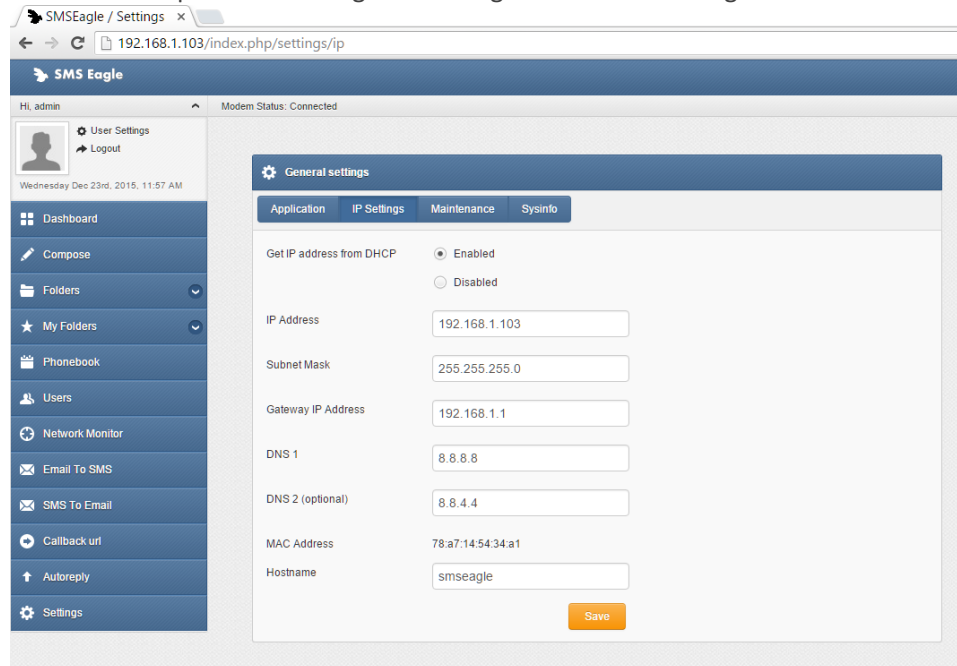 SMSEagle / Settings ×
192.168.1.103/index.php/settings/ip
SMS Eagle
Hi, admin
Modem Status: Connected
User Settings
Logout
Wednesday Dec 23rd, 2015, 11:57 AM
Dashboard
Compose
Folders
My Folders
Phonebook
Users
Network Monitor
Email To SMS
SMS To Email
Callback url
Autoreply
Settings
General settings
Application IP Settings Maintenance Sysinfo
Get IP address from DHCP Enabled
Disabled
IP Address 192.168.1.103
Subnet Mask 255.255.255.0
Gateway IP Address 192.168.1.1
DNS 1 8.8.8.8
DNS 2 (optional) 8.8.4.4
MAC Address 78:a7:14:54:34:a1
Hostname smseagle
Save